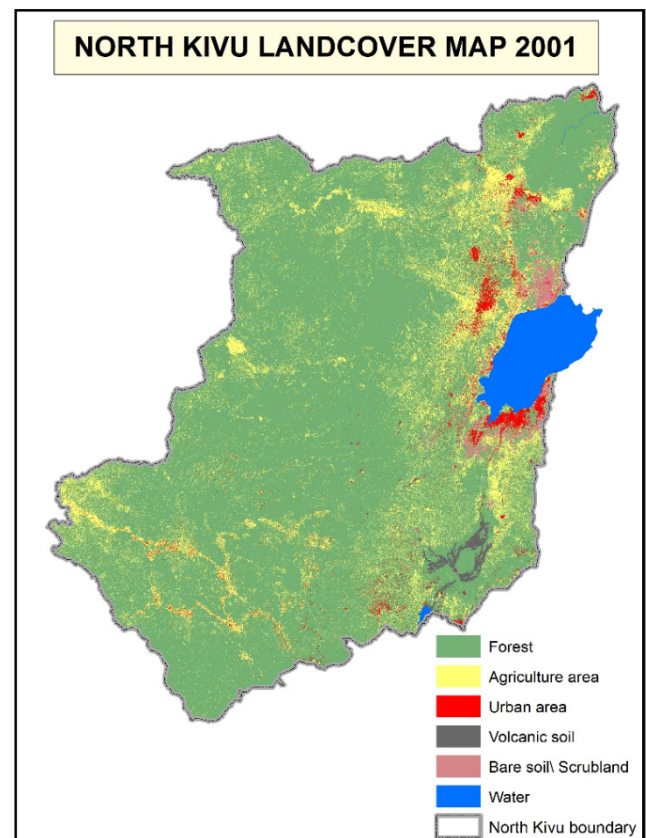 NORTH KIVU LANDCOVER MAP 2001
Forest
Agriculture area
Urban area
Volcanic soil
Bare soil\ Scrubland
Water
North Kivu boundary